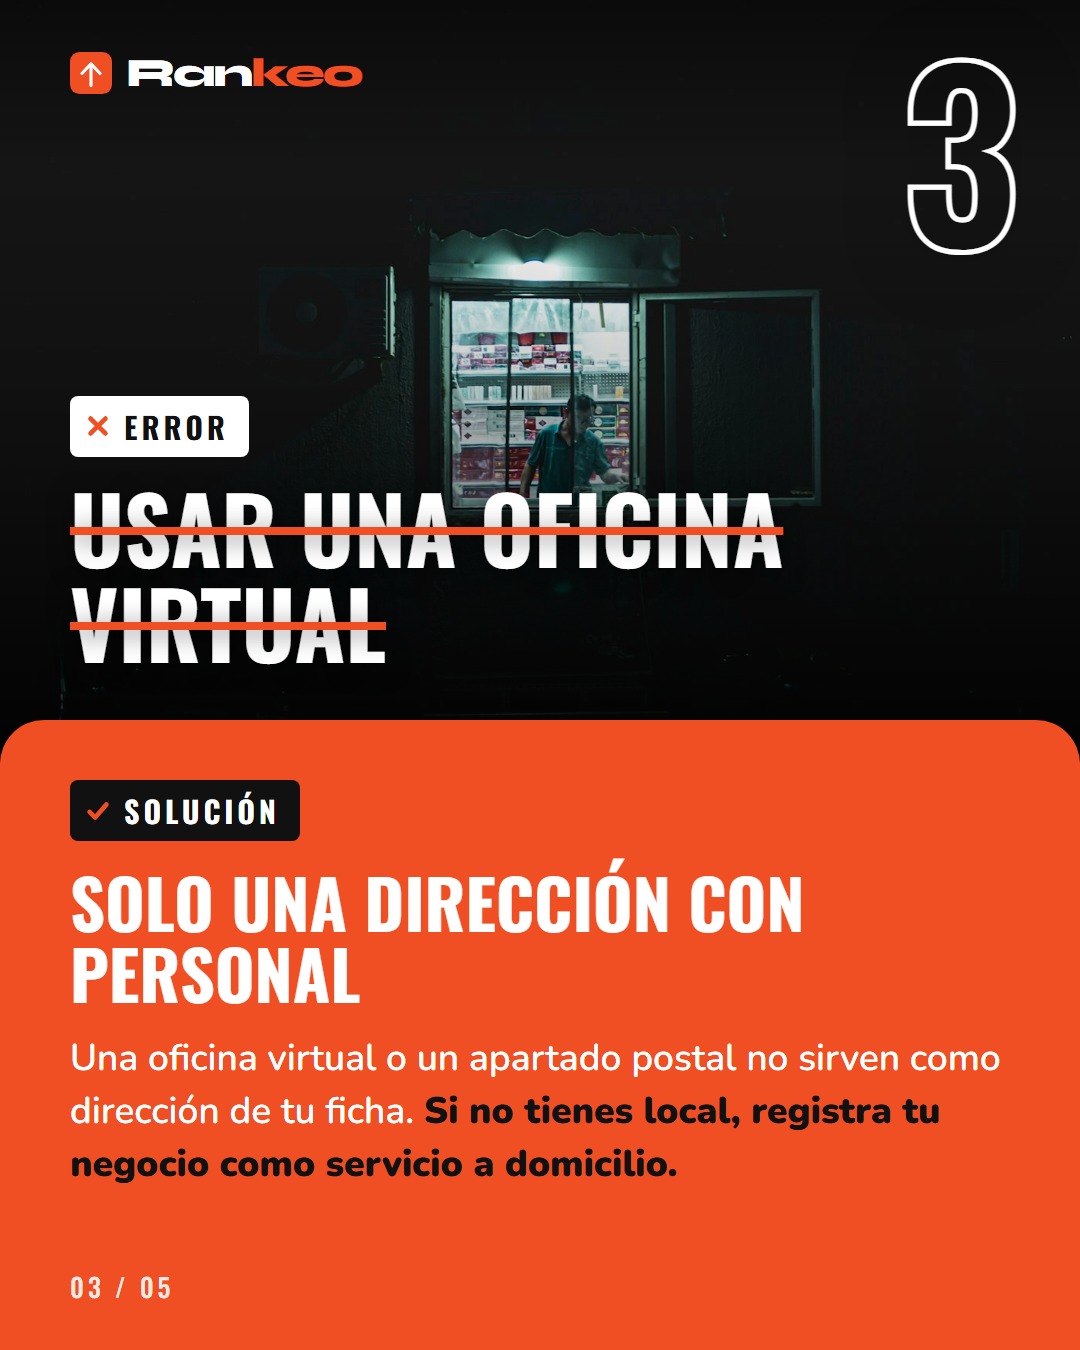 Rankeo
3
ERROR
USAR UNA OFICINA
VIRTUAL
SOLUCIÓN
SOLO UNA DIRECCIÓN CON
PERSONAL
Una oficina virtual o un apartado postal no sirven como
dirección de tu ficha. Si no tienes local, registra tu
negocio como servicio a domicilio.
03 / 05